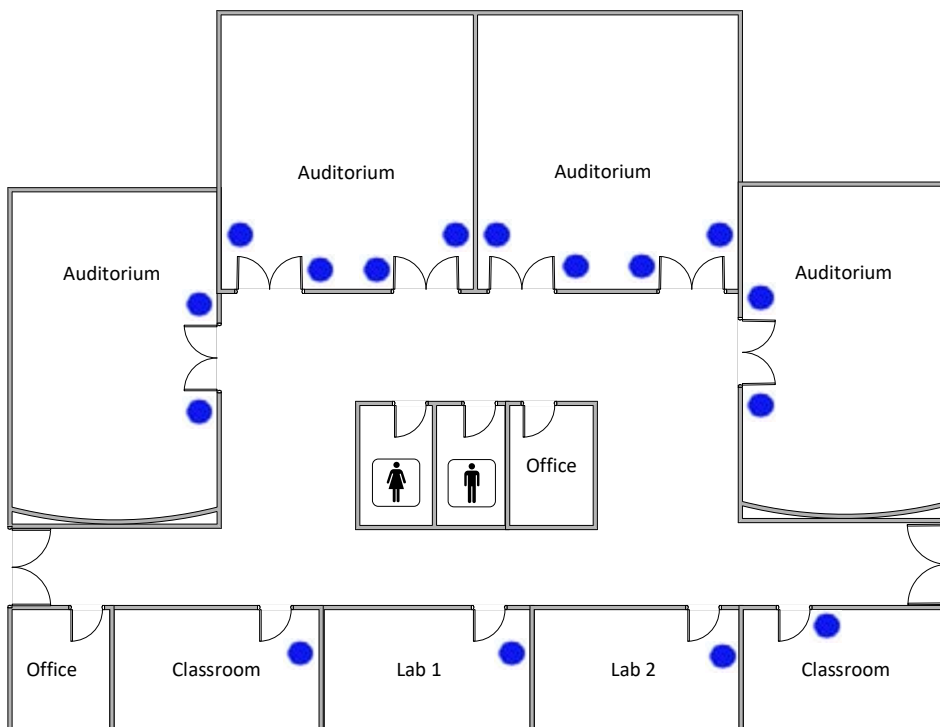 Auditorium
Auditorium
Auditorium
Auditorium
Office
Office
Classroom
Lab 1
Lab 2
Classroom